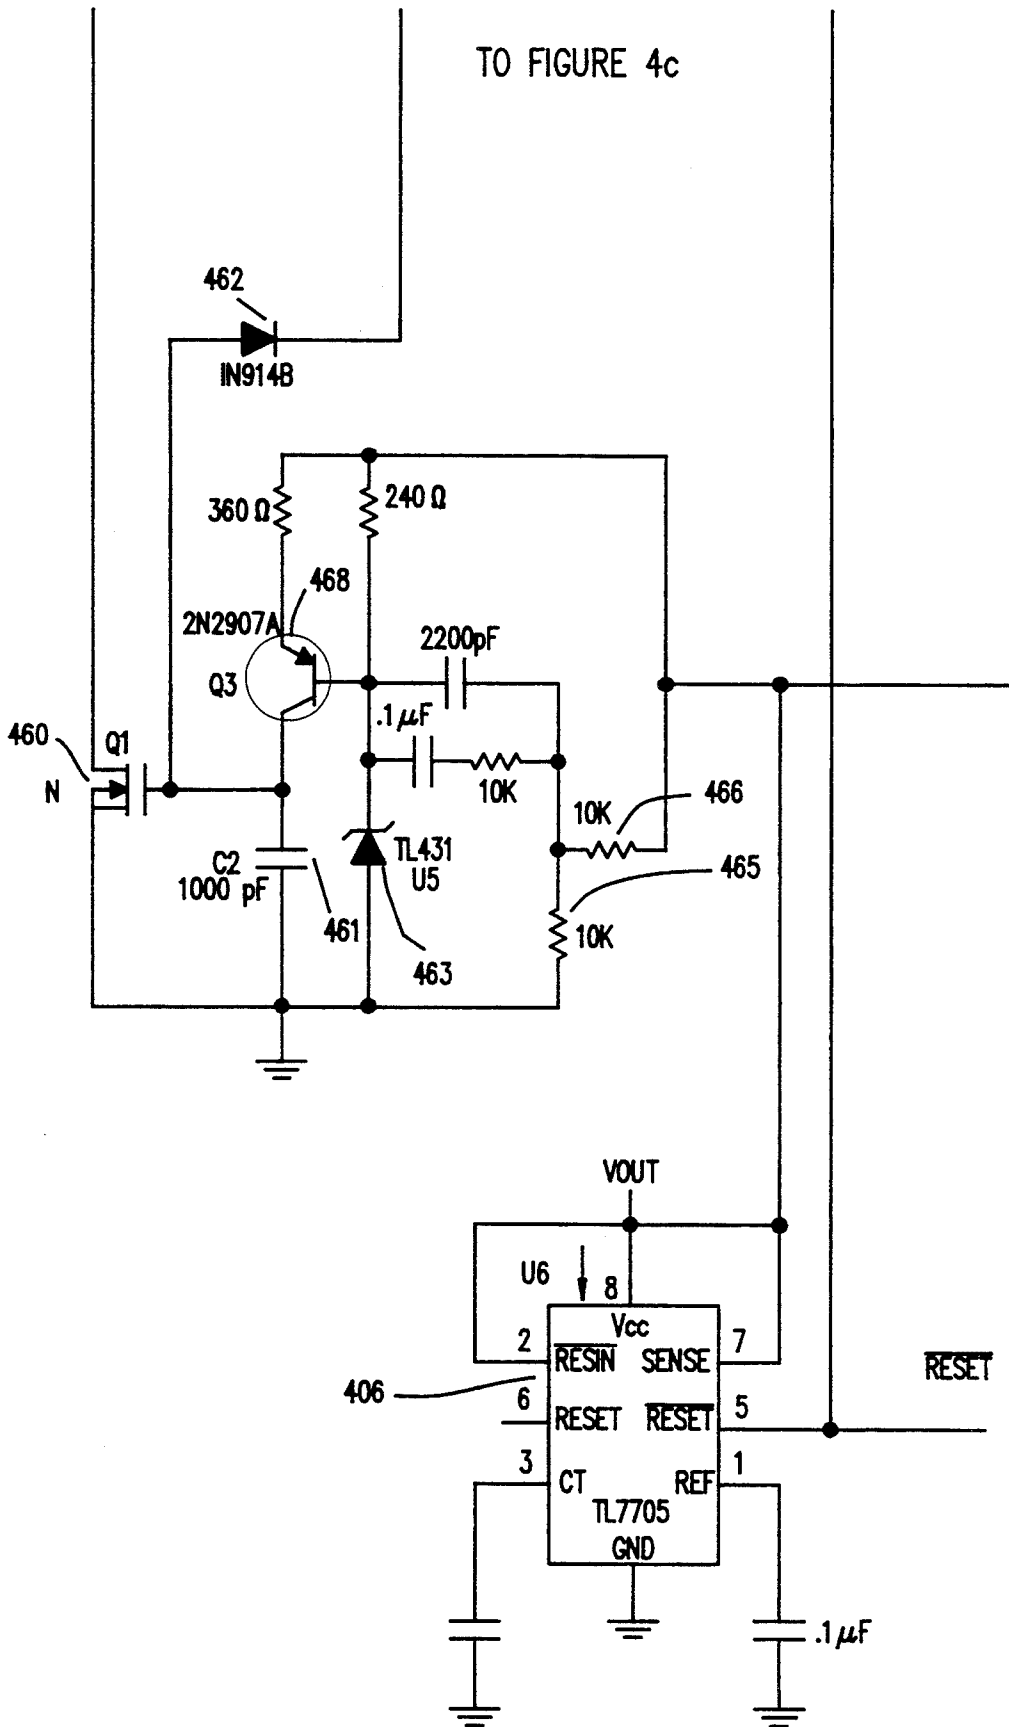 TO FIGURE 4c
462
IN914B
360 Ω
240 Ω
468
2N2907A
Q3
2200pF
.1μF
10K
460
Q1
N
10K
466
C2
1000 pF
461
TL431
U5
463
465
10K
VOUT
U6
8
Vcc
2
RESIN
SENSE
7
406
6
RESET
RESET
5
RESET
3
CT
REF
1
TL7705
GND
.1μF